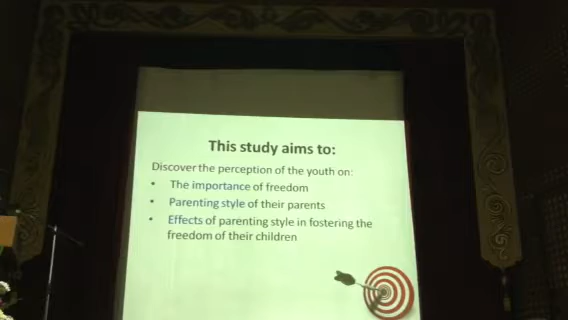 This study aims to:
Discover the perception of the youth on:
• The importance of freedom
• Parenting style of their parents
• Effects of parenting style in fostering the
freedom of their children